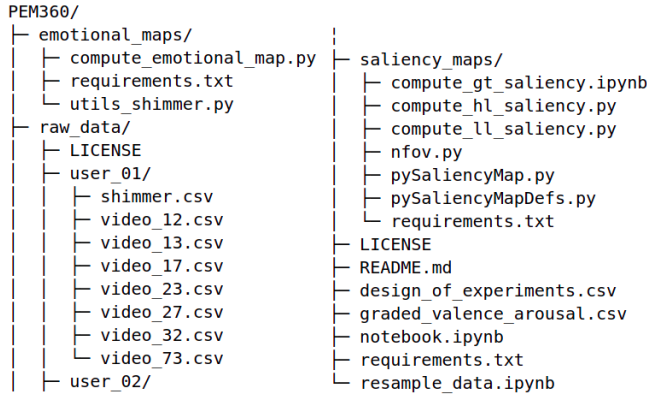 PEM360/
├─ emotional_maps/
│  ├─ compute_emotional_map.py
│  ├─ requirements.txt
│  └─ utils_shimmer.py
├─ raw_data/
│  ├─ LICENSE
│  ├─ user_01/
│  │  ├─ shimmer.csv
│  │  ├─ video_12.csv
│  │  ├─ video_13.csv
│  │  ├─ video_17.csv
│  │  ├─ video_23.csv
│  │  ├─ video_27.csv
│  │  ├─ video_32.csv
│  │  └─ video_73.csv
│  ├─ user_02/
├─ saliency_maps/
│  ├─ compute_gt_saliency.ipynb
│  ├─ compute_hl_saliency.py
│  ├─ compute_ll_saliency.py
│  ├─ nfov.py
│  ├─ pySaliencyMap.py
│  ├─ pySaliencyMapDefs.py
│  └─ requirements.txt
├─ LICENSE
├─ README.md
├─ design_of_experiments.csv
├─ graded_valence_arousal.csv
├─ notebook.ipynb
├─ requirements.txt
└─ resample_data.ipynb